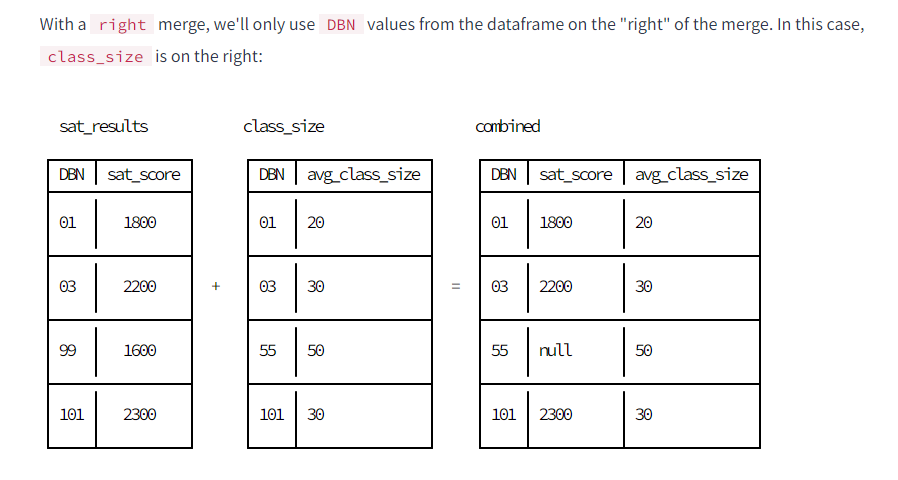 With a right merge, we'll only use DBN values from the dataframe on the "right" of the merge. In this case,
class_size is on the right:
sat_results class_size combined
DBN sat_score DBN avg_class_size DBN sat_score avg_class_size
01 1800 01 20 01 1800 20
03 2200 + 03 30 = 03 2200 30
99 1600 55 50 55 null 50
101 2300 101 30 101 2300 30